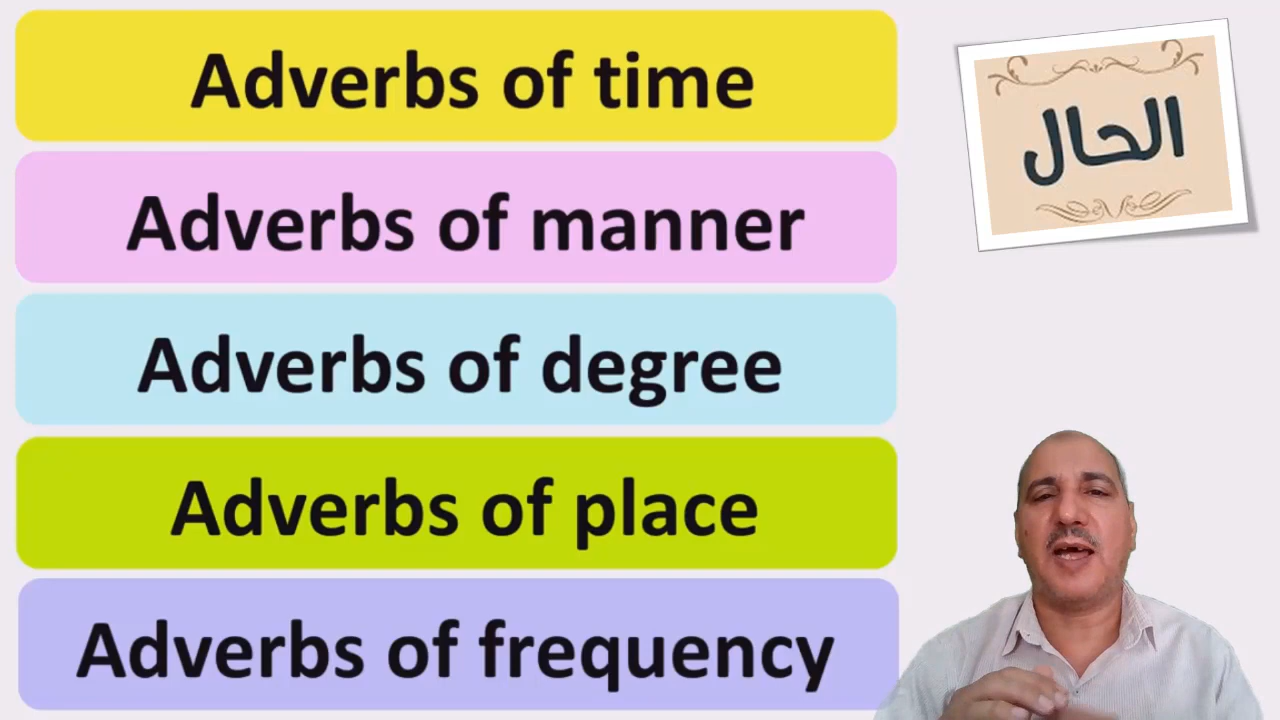 Adverbs of time
الحال
Adverbs of manner
Adverbs of degree
Adverbs of place
Adverbs of frequency